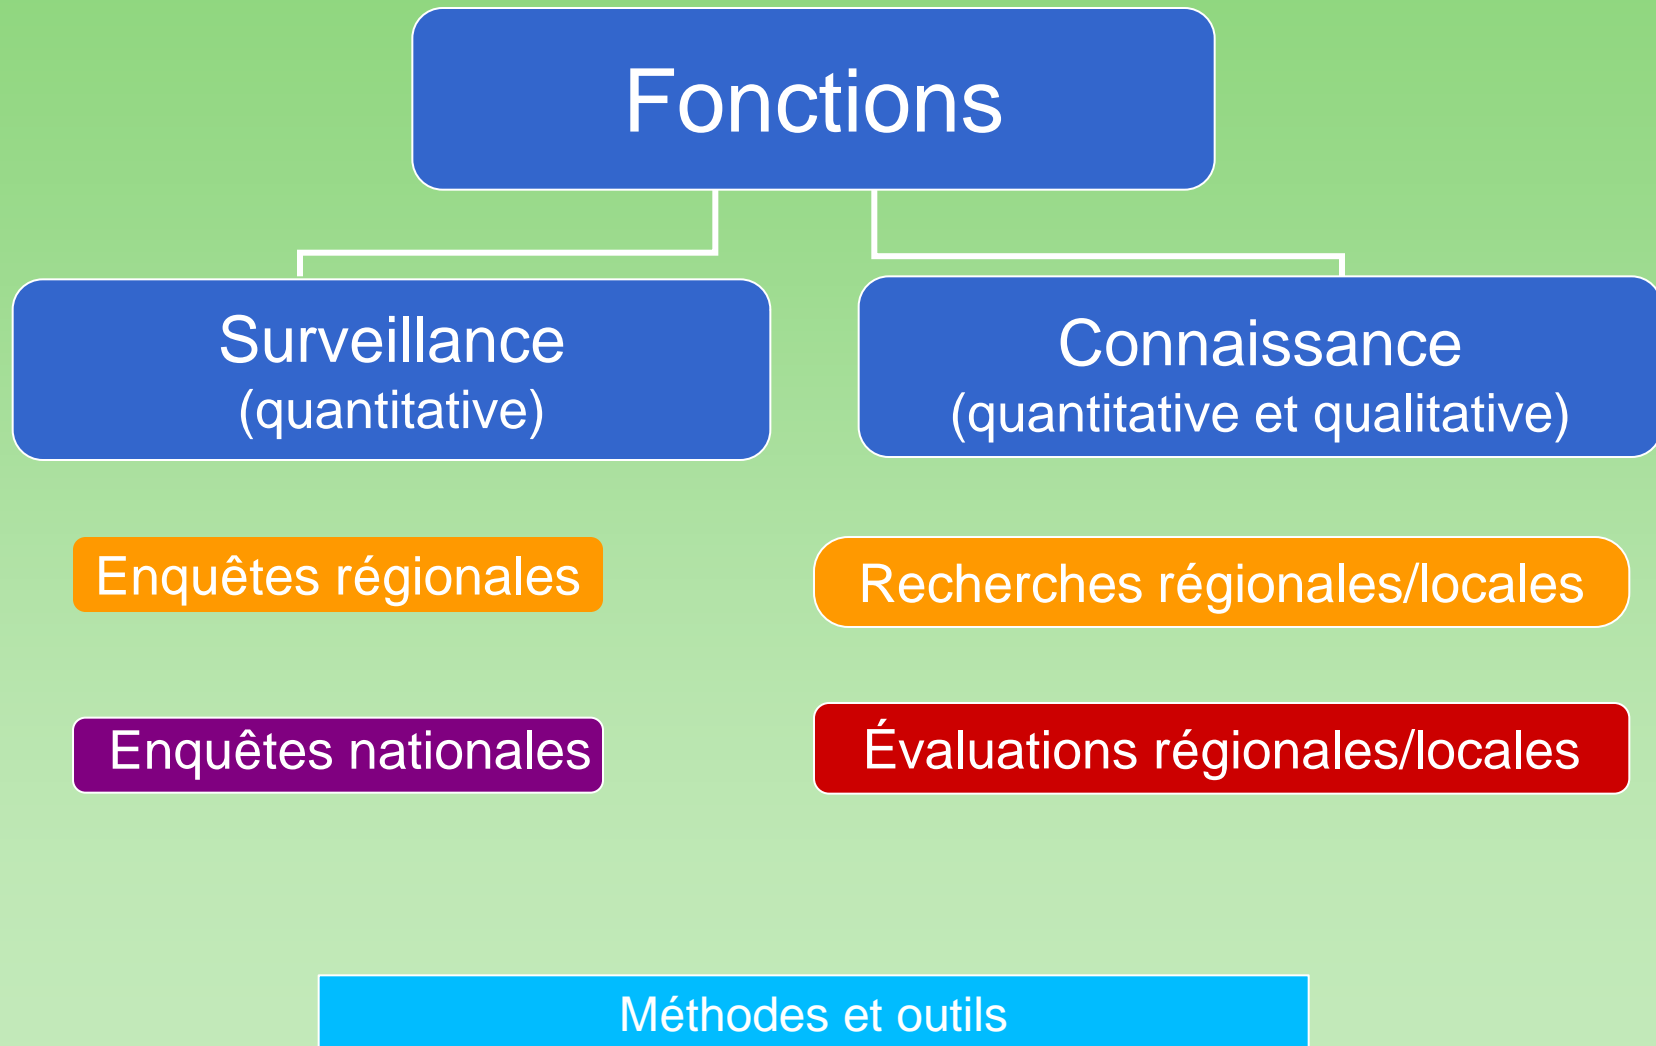 Fonctions
Surveillance
(quantitative)
Connaissance
(quantitative et qualitative)
Enquêtes régionales
Recherches régionales/locales
Enquêtes nationales
Évaluations régionales/locales
Méthodes et outils